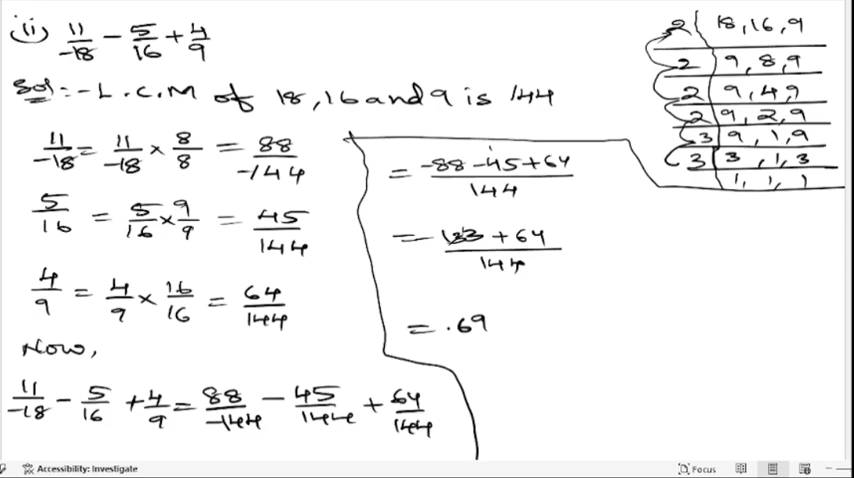 (ii) 11/-18 - 5/16 + 4/9
Sol:- L.C.M of 18,16 and 9 is 144
11/-18 = 11/-18 × 8/8 = 88/-144
5/16 = 5/16 × 9/9 = 45/144
4/9 = 4/9 × 16/16 = 64/144
Now,
11/-18 - 5/16 + 4/9 = 88/-144 - 45/144 + 64/144
= -88-45+64/144
= -133 + 64/144
= .69
2 | 18,16,9
2 | 9,8,9
2 | 9,4,9
2 | 9,2,9
3 | 9,1,9
3 | 3,1,3
1,1,1
Accessibility: Investigate
Focus